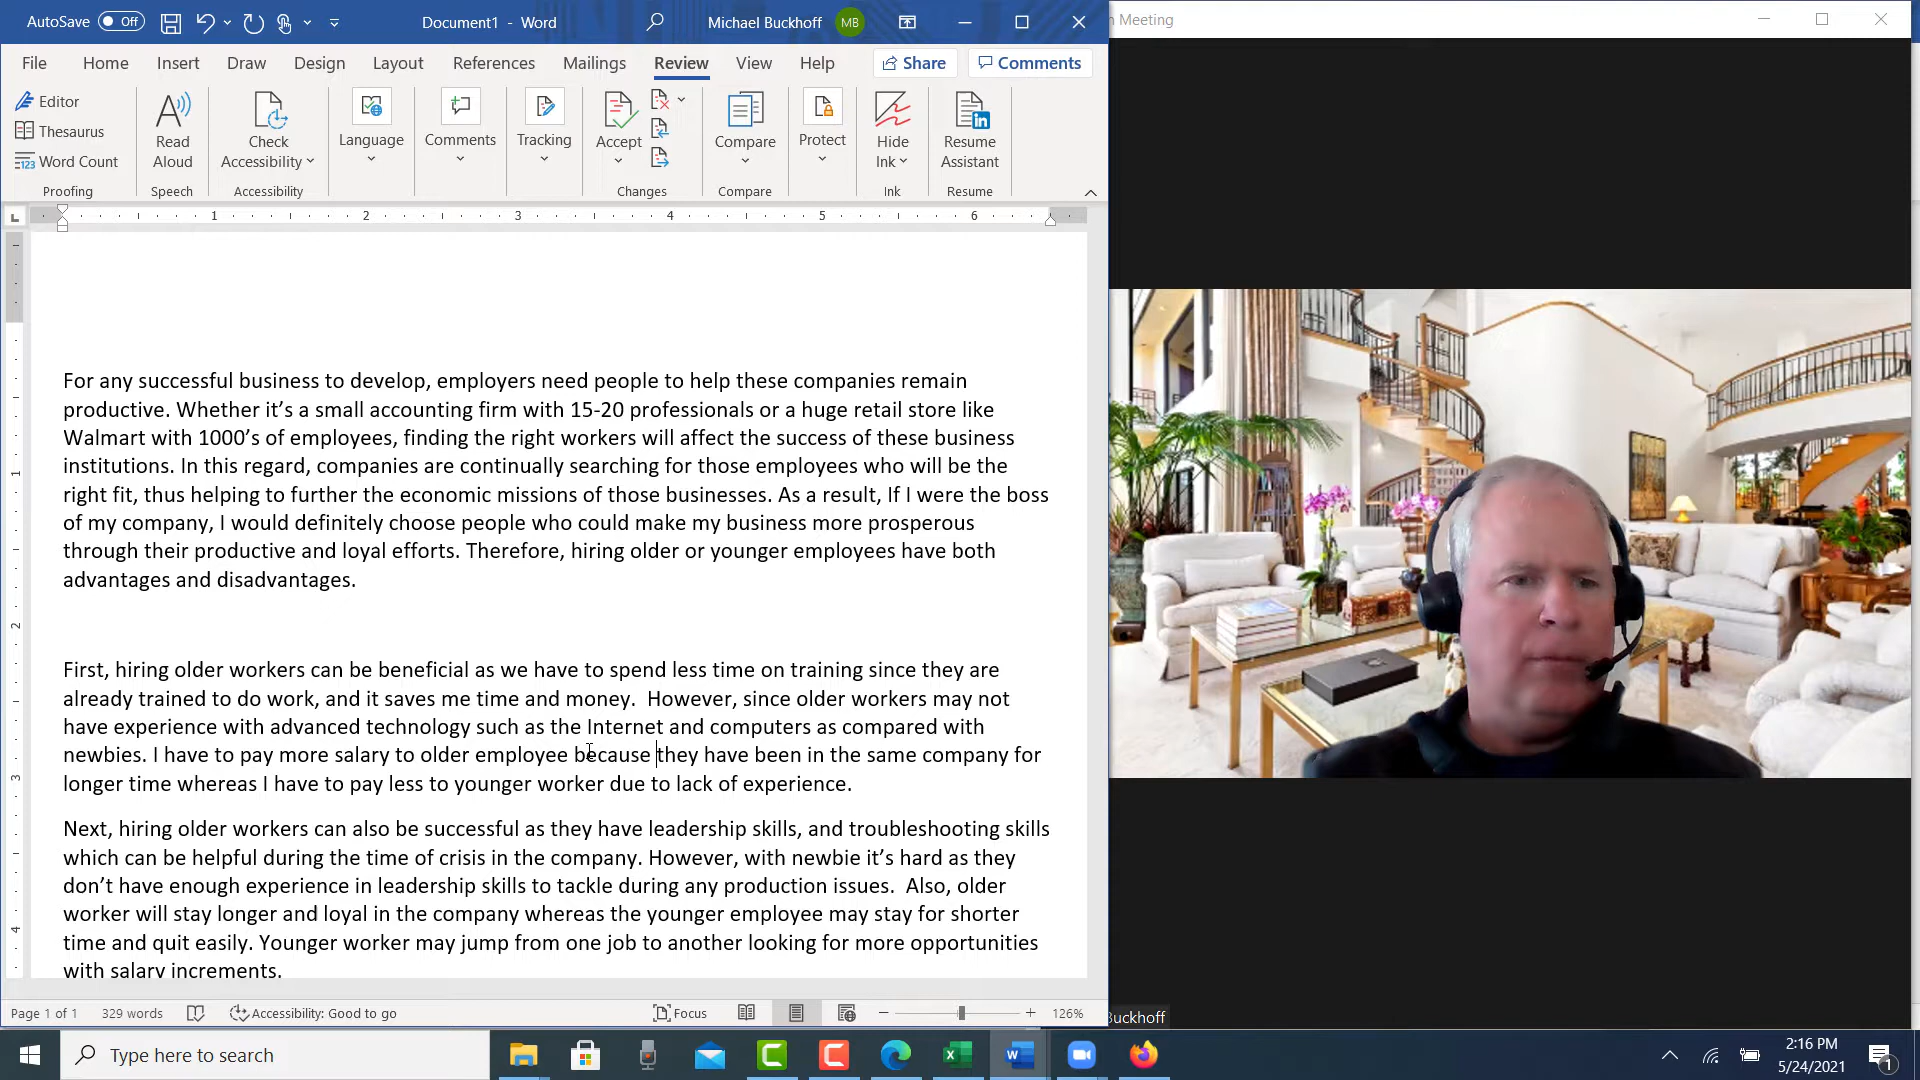 AutoSave Off Document1 - Word Michael Buckhoff MB
Meeting
File Home Insert Draw Design Layout References Mailings Review View Help Share Comments
Editor
Thesaurus
Word Count
Proofing
Read Aloud
Speech
Check Accessibility
Accessibility
Language
Comments
Tracking
Accept
Changes
Compare
Compare
Protect
Hide Ink
Ink
Resume Assistant
Resume
1 2 3 4 5 6
For any successful business to develop, employers need people to help these companies remain
productive. Whether it’s a small accounting firm with 15-20 professionals or a huge retail store like
Walmart with 1000’s of employees, finding the right workers will affect the success of these business
institutions. In this regard, companies are continually searching for those employees who will be the
right fit, thus helping to further the economic missions of those businesses. As a result, If I were the boss
of my company, I would definitely choose people who could make my business more prosperous
through their productive and loyal efforts. Therefore, hiring older or younger employees have both
advantages and disadvantages.
First, hiring older workers can be beneficial as we have to spend less time on training since they are
already trained to do work, and it saves me time and money.  However, since older workers may not
have experience with advanced technology such as the Internet and computers as compared with
newbies. I have to pay more salary to older employee because they have been in the same company for
longer time whereas I have to pay less to younger worker due to lack of experience.
Next, hiring older workers can also be successful as they have leadership skills, and troubleshooting skills
which can be helpful during the time of crisis in the company. However, with newbie it’s hard as they
don’t have enough experience in leadership skills to tackle during any production issues.  Also, older
worker will stay longer and loyal in the company whereas the younger employee may stay for shorter
time and quit easily. Younger worker may jump from one job to another looking for more opportunities
with salary increments.
1
2
3
4
Page 1 of 1 329 words Accessibility: Good to go Focus 126%
Buckhoff
Type here to search
2:16 PM
5/24/2021
1